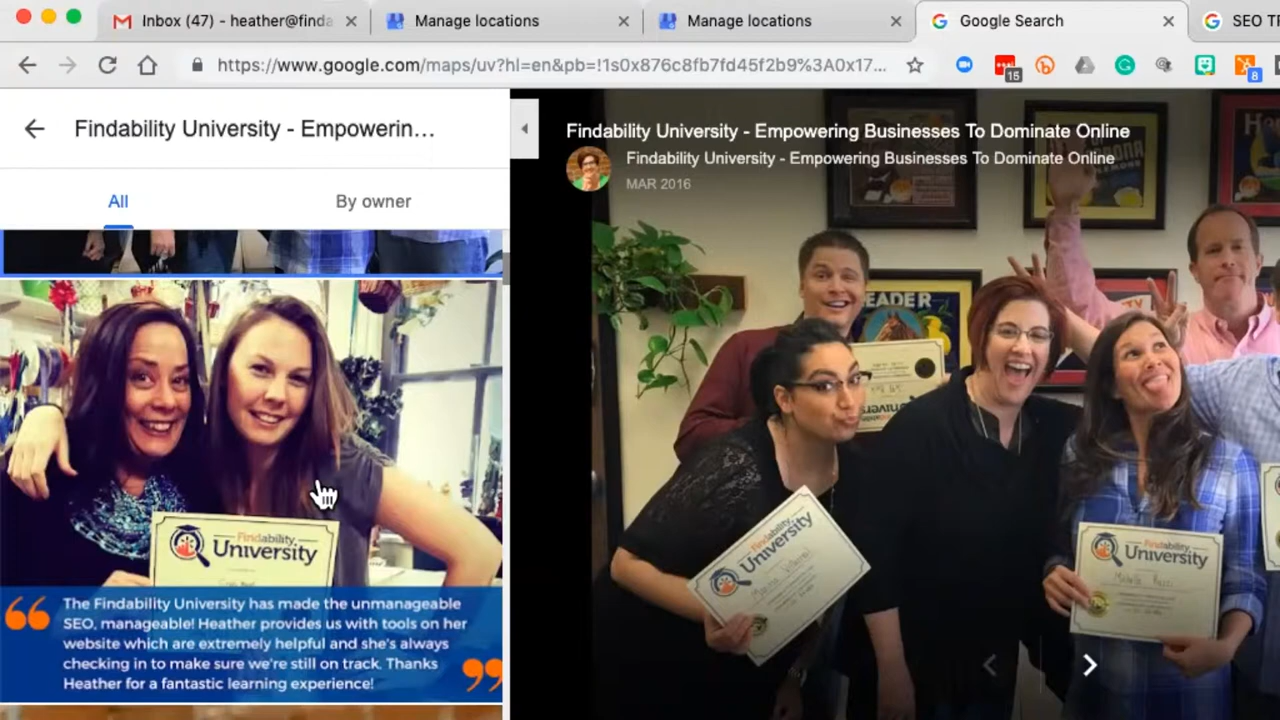 Inbox (47) - heather@finda
Manage locations
Manage locations
Google Search
SEO
https://www.google.com/maps/uv?hl=en&pb=!1s0x876c8fb7fd45f2b9%3A0x17...
15
8
Findability University - Empowerin...
All
By owner
Findability
University
The Findability University has made the unmanageable
SEO, manageable! Heather provides us with tools on her
website which are extremely helpful and she's always
checking in to make sure we're still on track. Thanks
Heather for a fantastic learning experience!
Findability University - Empowering Businesses To Dominate Online
Findability University - Empowering Businesses To Dominate Online
MAR 2016
EADER
University
Findability
University
Findability
University